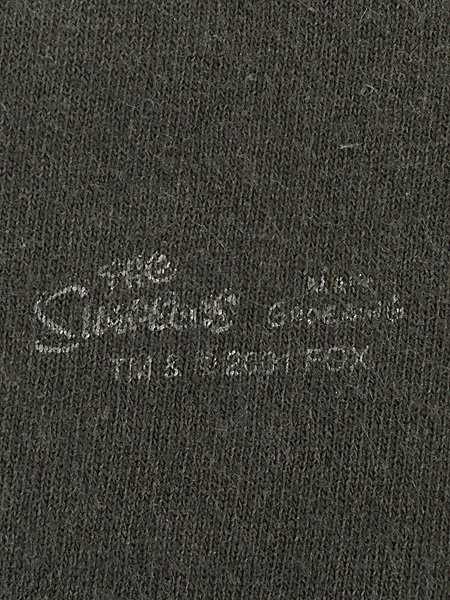 THE
SIMPSONS
MATT
GROENING
TM & © 2001 FOX